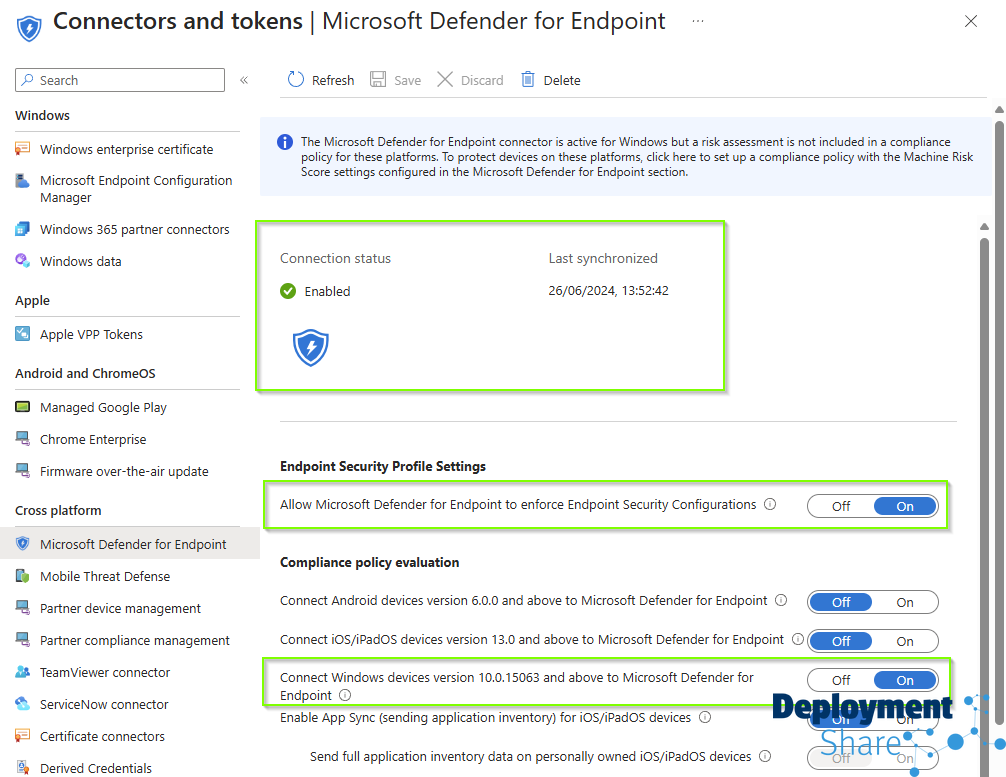 Connectors and tokens | Microsoft Defender for Endpoint ...
Search
«
Refresh
Save
Discard
Delete
Windows
Windows enterprise certificate
Microsoft Endpoint Configuration
Manager
Windows 365 partner connectors
Windows data
Apple
Apple VPP Tokens
Android and ChromeOS
Managed Google Play
Chrome Enterprise
Firmware over-the-air update
Cross platform
Microsoft Defender for Endpoint
Mobile Threat Defense
Partner device management
Partner compliance management
TeamViewer connector
ServiceNow connector
Certificate connectors
Derived Credentials
The Microsoft Defender for Endpoint connector is active for Windows but a risk assessment is not included in a compliance
policy for these platforms. To protect devices on these platforms, click here to set up a compliance policy with the Machine Risk
Score settings configured in the Microsoft Defender for Endpoint section.
Connection status
Enabled
Last synchronized
26/06/2024, 13:52:42
Endpoint Security Profile Settings
Allow Microsoft Defender for Endpoint to enforce Endpoint Security Configurations
Off On
Compliance policy evaluation
Connect Android devices version 6.0.0 and above to Microsoft Defender for Endpoint
Off On
Connect iOS/iPadOS devices version 13.0 and above to Microsoft Defender for Endpoint
Off On
Connect Windows devices version 10.0.15063 and above to Microsoft Defender for
Endpoint
Off On
Enable App Sync (sending application inventory) for iOS/iPadOS devices
Off On
Send full application inventory data on personally owned iOS/iPadOS devices
Off On
Deployment
Share